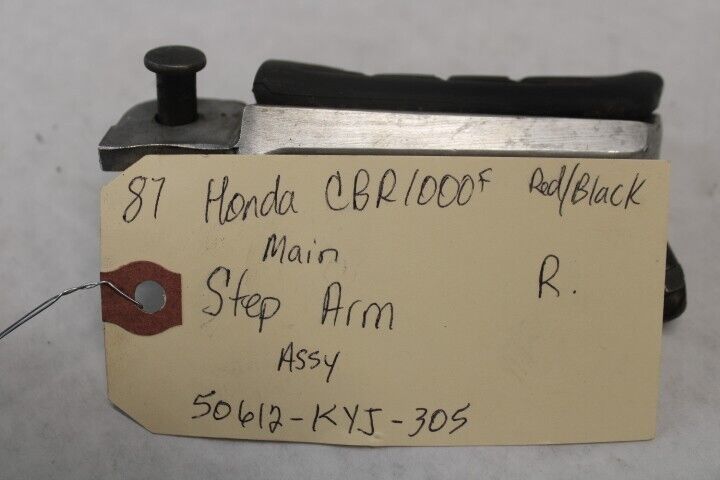 87 Honda CBR1000F Red/Black
Main
Step Arm R.
Assy
50612-KYJ-305